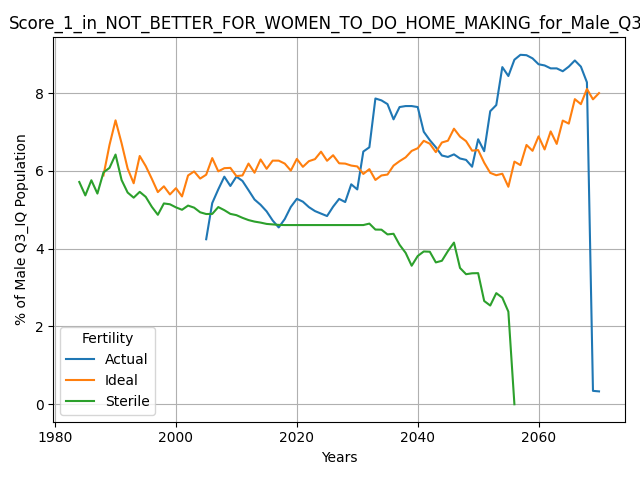 Score_1_in_NOT_BETTER_FOR_WOMEN_TO_DO_HOME_MAKING_for_Male_Q3
% of Male Q3_IQ Population
8
6
4
2
0
Fertility
Actual
Ideal
Sterile
1980 2000 2020 2040 2060
Years